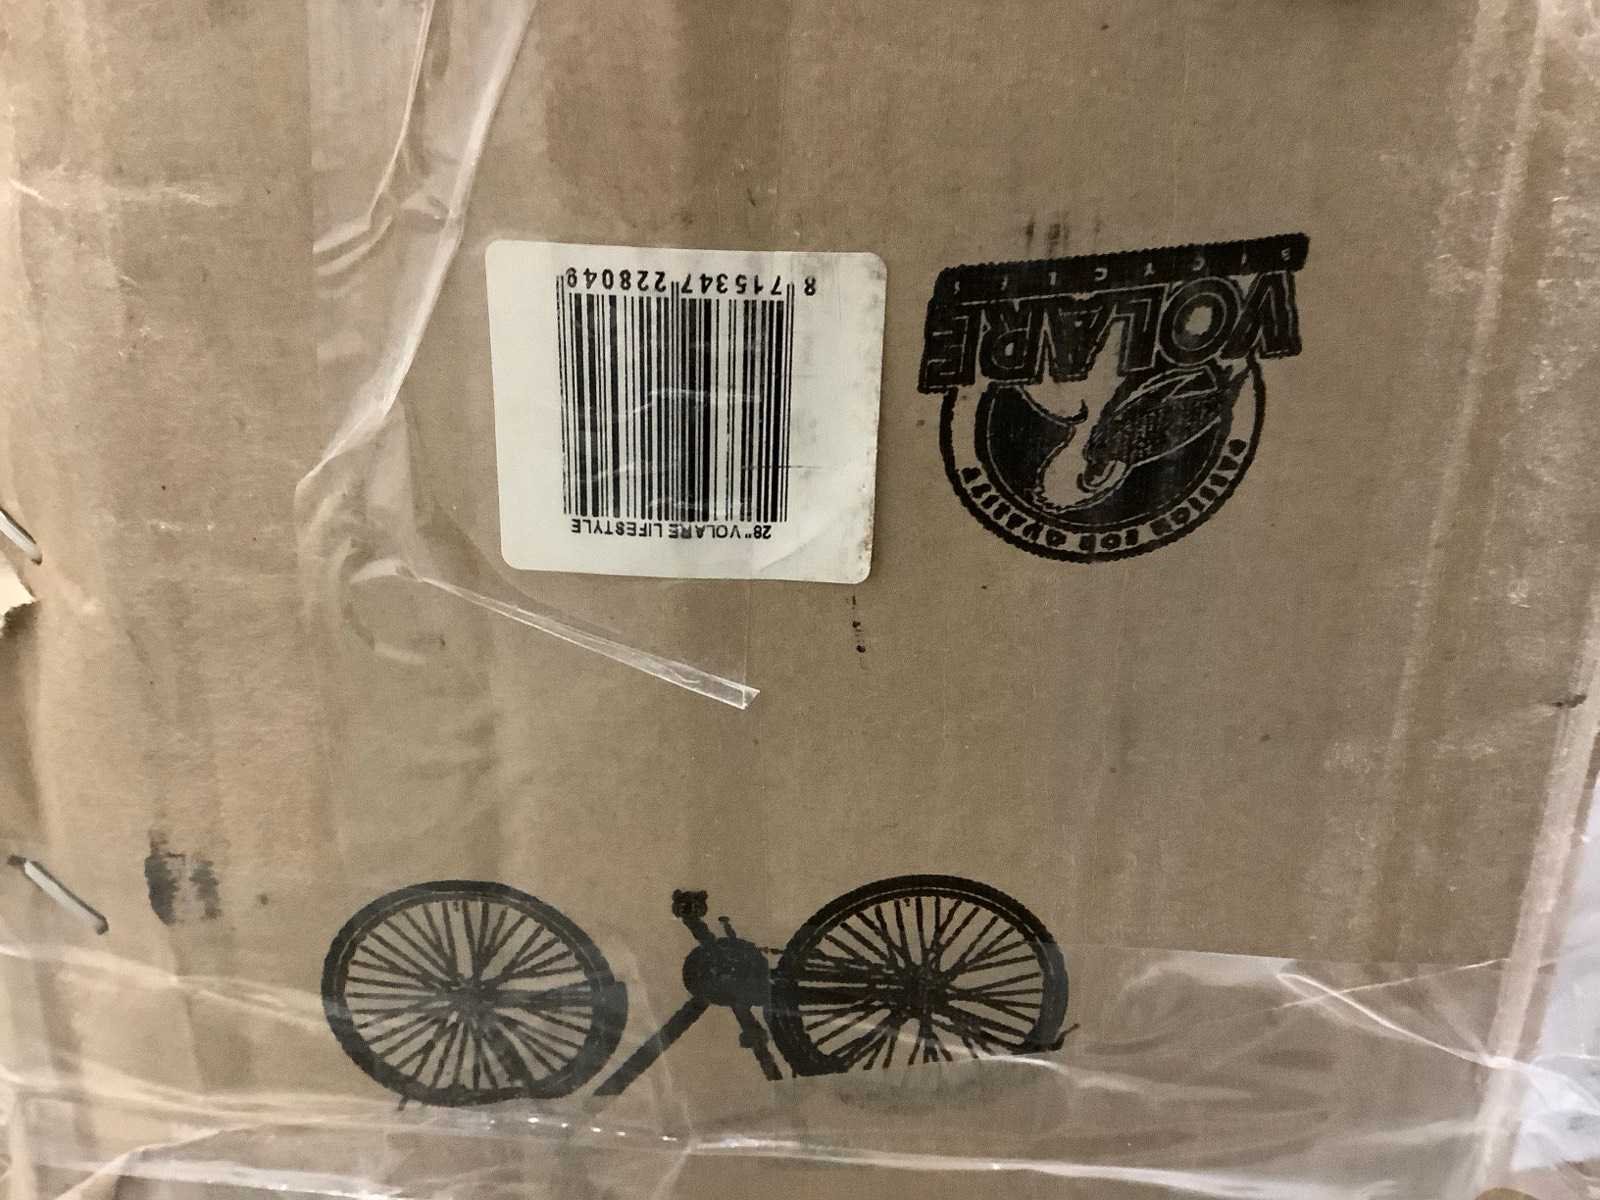 PASSION FOR QUALITY
VOLARE
BICYCLES
28" VOLARE LIFESTYLE
8 715347 228049